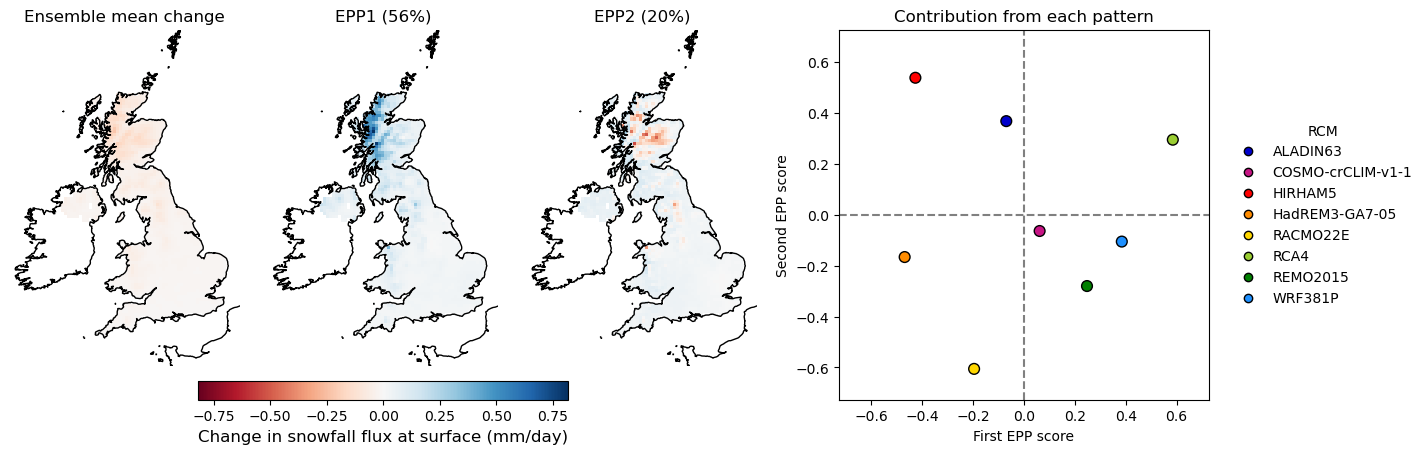 Ensemble mean change
EPP1 (56%)
EPP2 (20%)
−0.75 −0.50 −0.25 0.00 0.25 0.50 0.75
Change in snowfall flux at surface (mm/day)
Contribution from each pattern
Second EPP score
0.6
0.4
0.2
0.0
−0.2
−0.4
−0.6
−0.6 −0.4 −0.2 0.0 0.2 0.4 0.6
First EPP score
RCM
ALADIN63
COSMO-crCLIM-v1-1
HIRHAM5
HadREM3-GA7-05
RACMO22E
RCA4
REMO2015
WRF381P